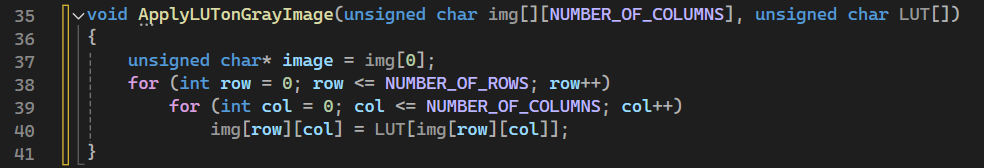 35 void ApplyLUTonGrayImage(unsigned char img[][NUMBER_OF_COLUMNS], unsigned char LUT[])
36 {
37     unsigned char* image = img[0];
38     for (int row = 0; row <= NUMBER_OF_ROWS; row++)
39         for (int col = 0; col <= NUMBER_OF_COLUMNS; col++)
40             img[row][col] = LUT[img[row][col]];
41 }